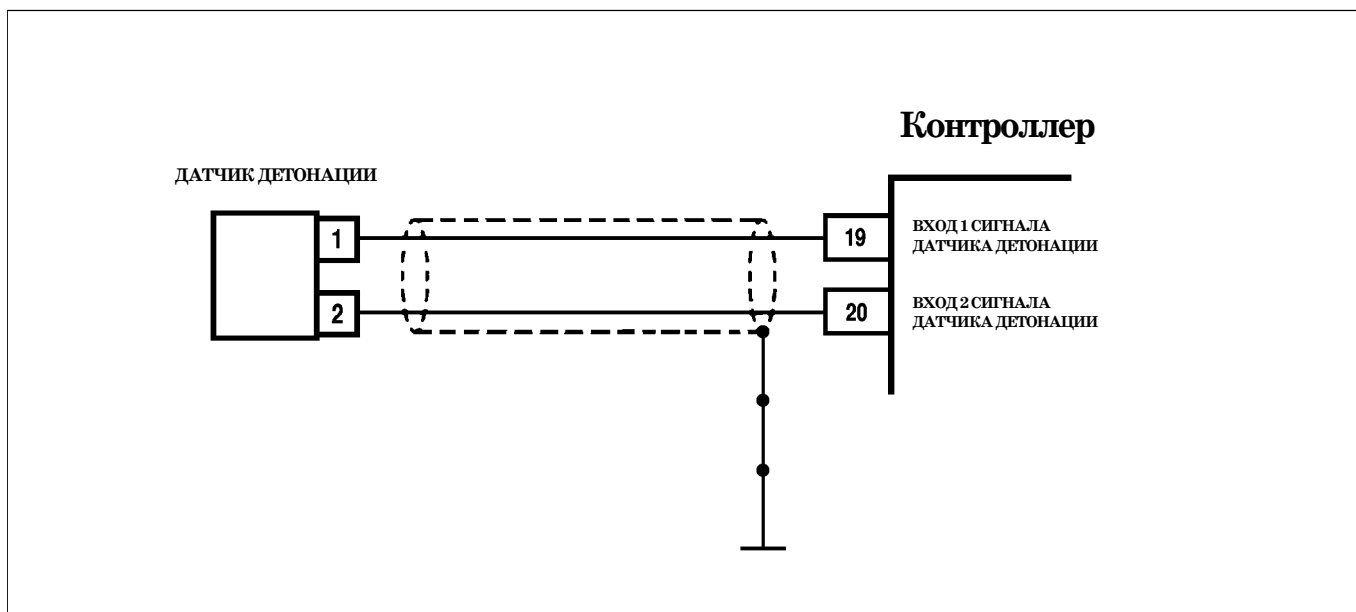 Контроллер
ДАТЧИК ДЕТОНАЦИИ
1
19
ВХОД 1 СИГНАЛА
ДАТЧИКА ДЕТОНАЦИИ
2
20
ВХОД 2 СИГНАЛА
ДАТЧИКА ДЕТОНАЦИИ